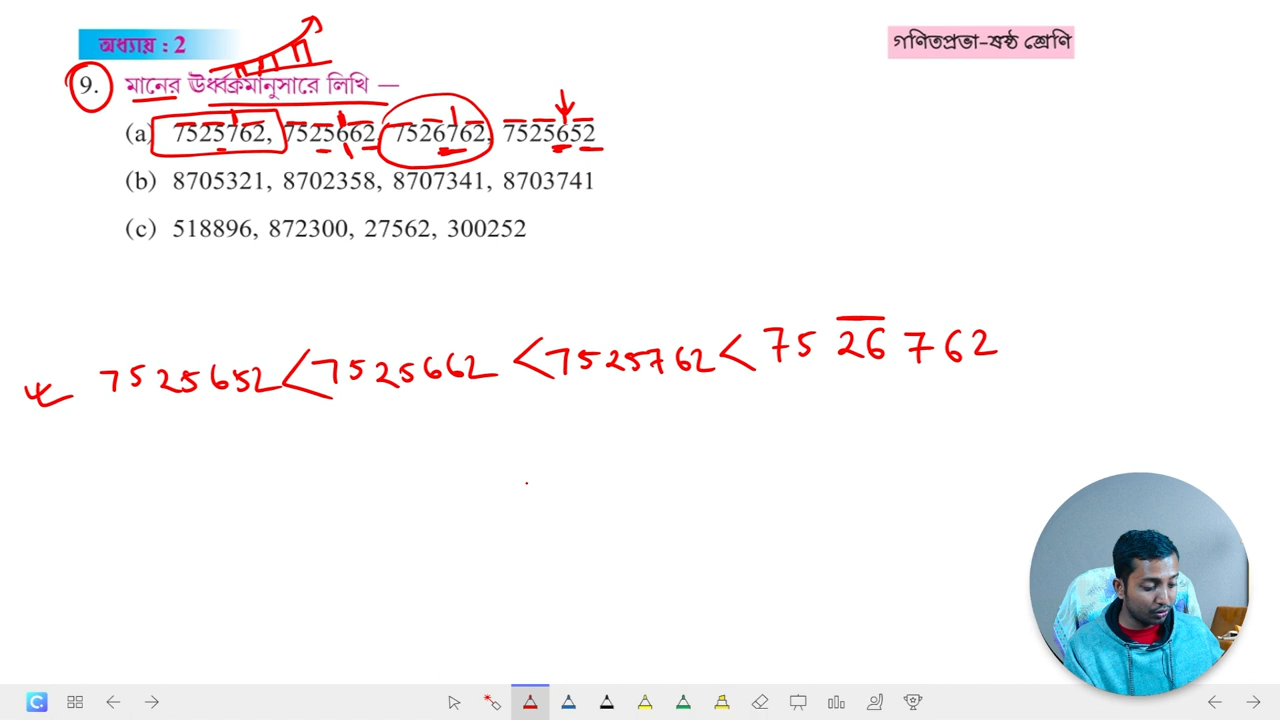 অধ্যায় : 2
গণিতপ্রভা-ষষ্ঠ শ্রেণি
9. মানের ঊর্ধ্বক্রমানুসারে লিখি —
(a) 7525762, 7525662, 7526762, 7525652
(b) 8705321, 8702358, 8707341, 8703741
(c) 518896, 872300, 27562, 300252
7525652 < 7525662 < 7525762 < 7526762